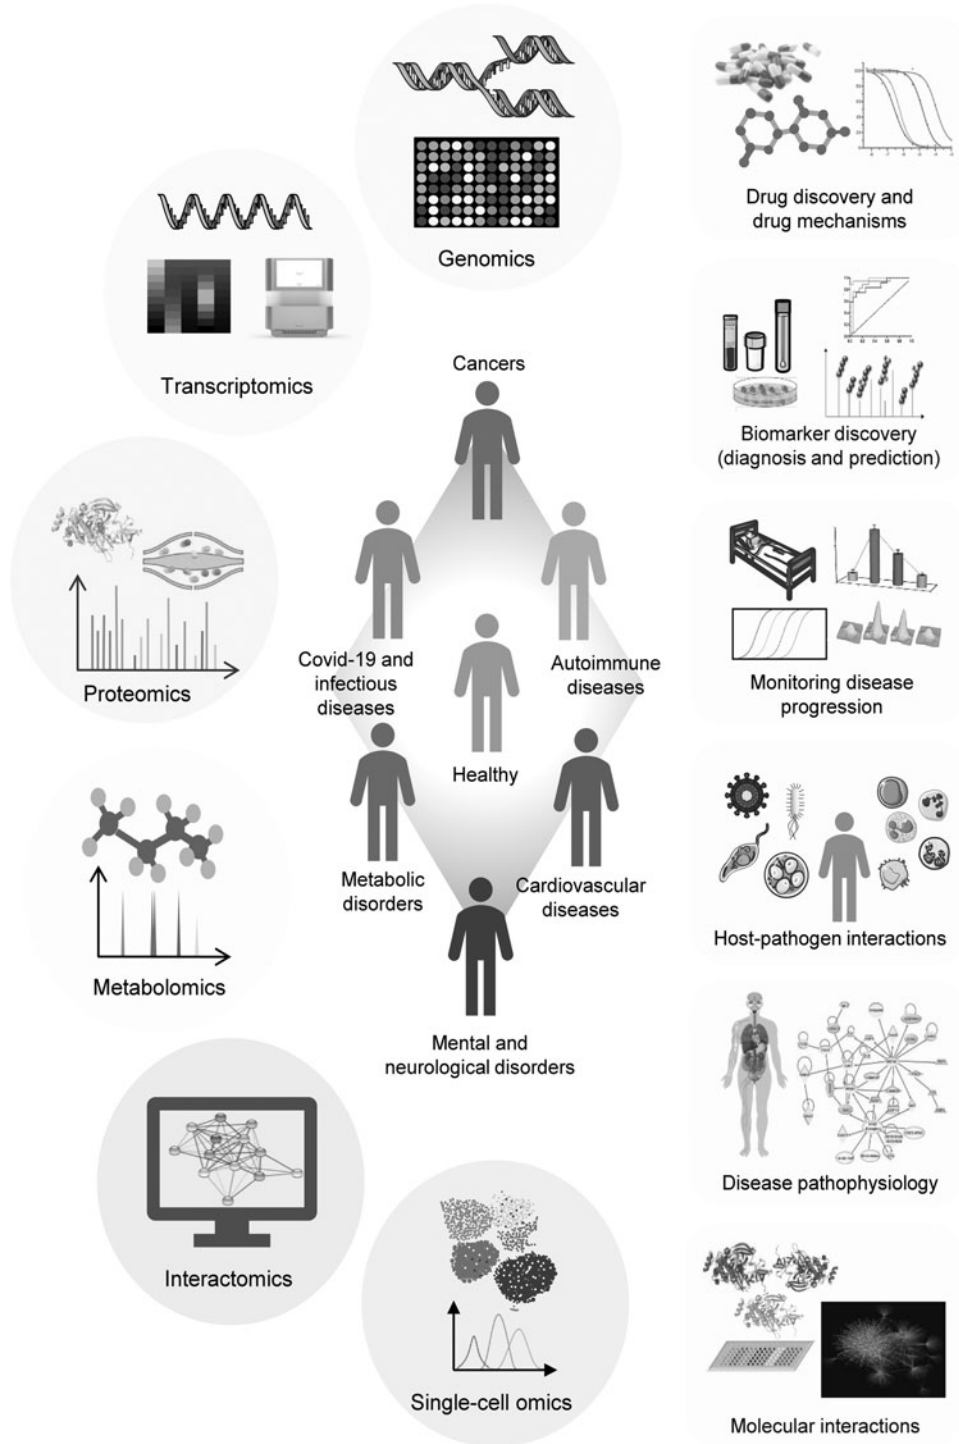 Genomics
Transcriptomics
Proteomics
Metabolomics
Interactomics
Single-cell omics
Cancers
Covid-19 and
infectious
diseases
Autoimmune
diseases
Healthy
Metabolic
disorders
Cardiovascular
diseases
Mental and
neurological disorders
Drug discovery and
drug mechanisms
Biomarker discovery
(diagnosis and prediction)
Monitoring disease
progression
Host-pathogen interactions
Disease pathophysiology
Molecular interactions